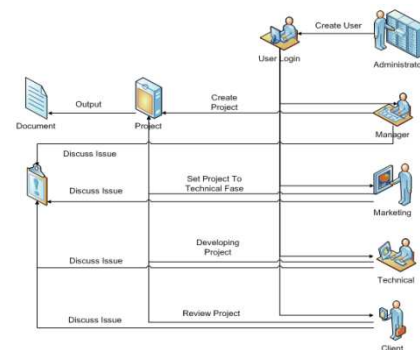 Create User
User Login
Administrator
Output
Create
Project
Document
Project
Manager
Discuss Issue
Set Project To
Technical Fase
Discuss Issue
Marketing
Developing
Project
Discuss Issue
Technical
Review Project
Discuss Issue
Client